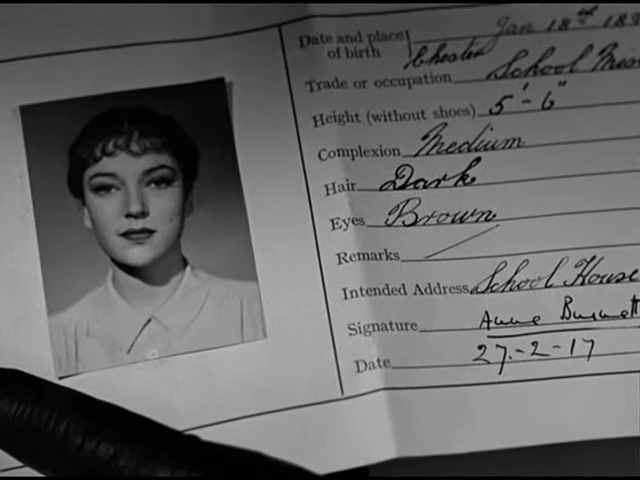 Date and place of birth } Jan 18th 18
Chester
Trade or occupation School
Height (without shoes) 5'-6"
Complexion Medium
Hair Dark
Eyes Brown
Remarks
Intended Address School House
Signature Anne Burnett
Date 27-2-17